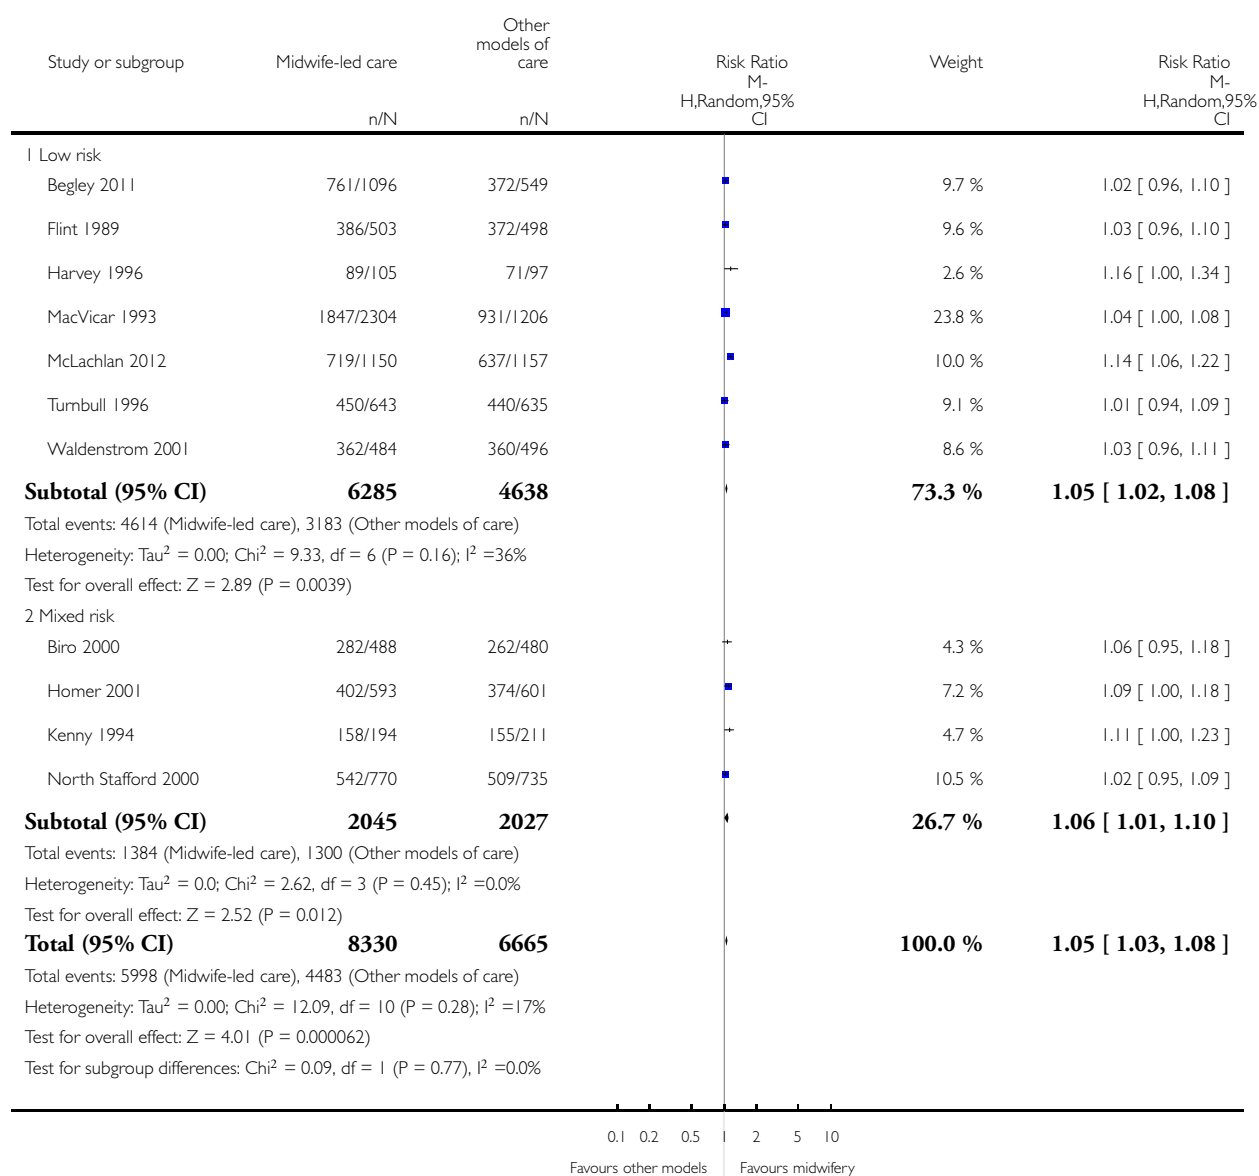 Study or subgroup Midwife-led care Other models of care Risk Ratio Weight Risk Ratio
n/N n/N M-H,Random,95% CI M-H,Random,95% CI
1 Low risk
Begley 2011 761/1096 372/549 9.7 % 1.02 [ 0.96, 1.10 ]
Flint 1989 386/503 372/498 9.6 % 1.03 [ 0.96, 1.10 ]
Harvey 1996 89/105 71/97 2.6 % 1.16 [ 1.00, 1.34 ]
MacVicar 1993 1847/2304 931/1206 23.8 % 1.04 [ 1.00, 1.08 ]
McLachlan 2012 719/1150 637/1157 10.0 % 1.14 [ 1.06, 1.22 ]
Turnbull 1996 450/643 440/635 9.1 % 1.01 [ 0.94, 1.09 ]
Waldenstrom 2001 362/484 360/496 8.6 % 1.03 [ 0.96, 1.11 ]
Subtotal (95% CI) 6285 4638 73.3 % 1.05 [ 1.02, 1.08 ]
Total events: 4614 (Midwife-led care), 3183 (Other models of care)
Heterogeneity: Tau² = 0.00; Chi² = 9.33, df = 6 (P = 0.16); I² =36%
Test for overall effect: Z = 2.89 (P = 0.0039)
2 Mixed risk
Biro 2000 282/488 262/480 4.3 % 1.06 [ 0.95, 1.18 ]
Homer 2001 402/593 374/601 7.2 % 1.09 [ 1.00, 1.18 ]
Kenny 1994 158/194 155/211 4.7 % 1.11 [ 1.00, 1.23 ]
North Stafford 2000 542/770 509/735 10.5 % 1.02 [ 0.95, 1.09 ]
Subtotal (95% CI) 2045 2027 26.7 % 1.06 [ 1.01, 1.10 ]
Total events: 1384 (Midwife-led care), 1300 (Other models of care)
Heterogeneity: Tau² = 0.0; Chi² = 2.62, df = 3 (P = 0.45); I² =0.0%
Test for overall effect: Z = 2.52 (P = 0.012)
Total (95% CI) 8330 6665 100.0 % 1.05 [ 1.03, 1.08 ]
Total events: 5998 (Midwife-led care), 4483 (Other models of care)
Heterogeneity: Tau² = 0.00; Chi² = 12.09, df = 10 (P = 0.28); I² =17%
Test for overall effect: Z = 4.01 (P = 0.000062)
Test for subgroup differences: Chi² = 0.09, df = 1 (P = 0.77), I² =0.0%
0.1 0.2 0.5 1 2 5 10
Favours other models Favours midwifery